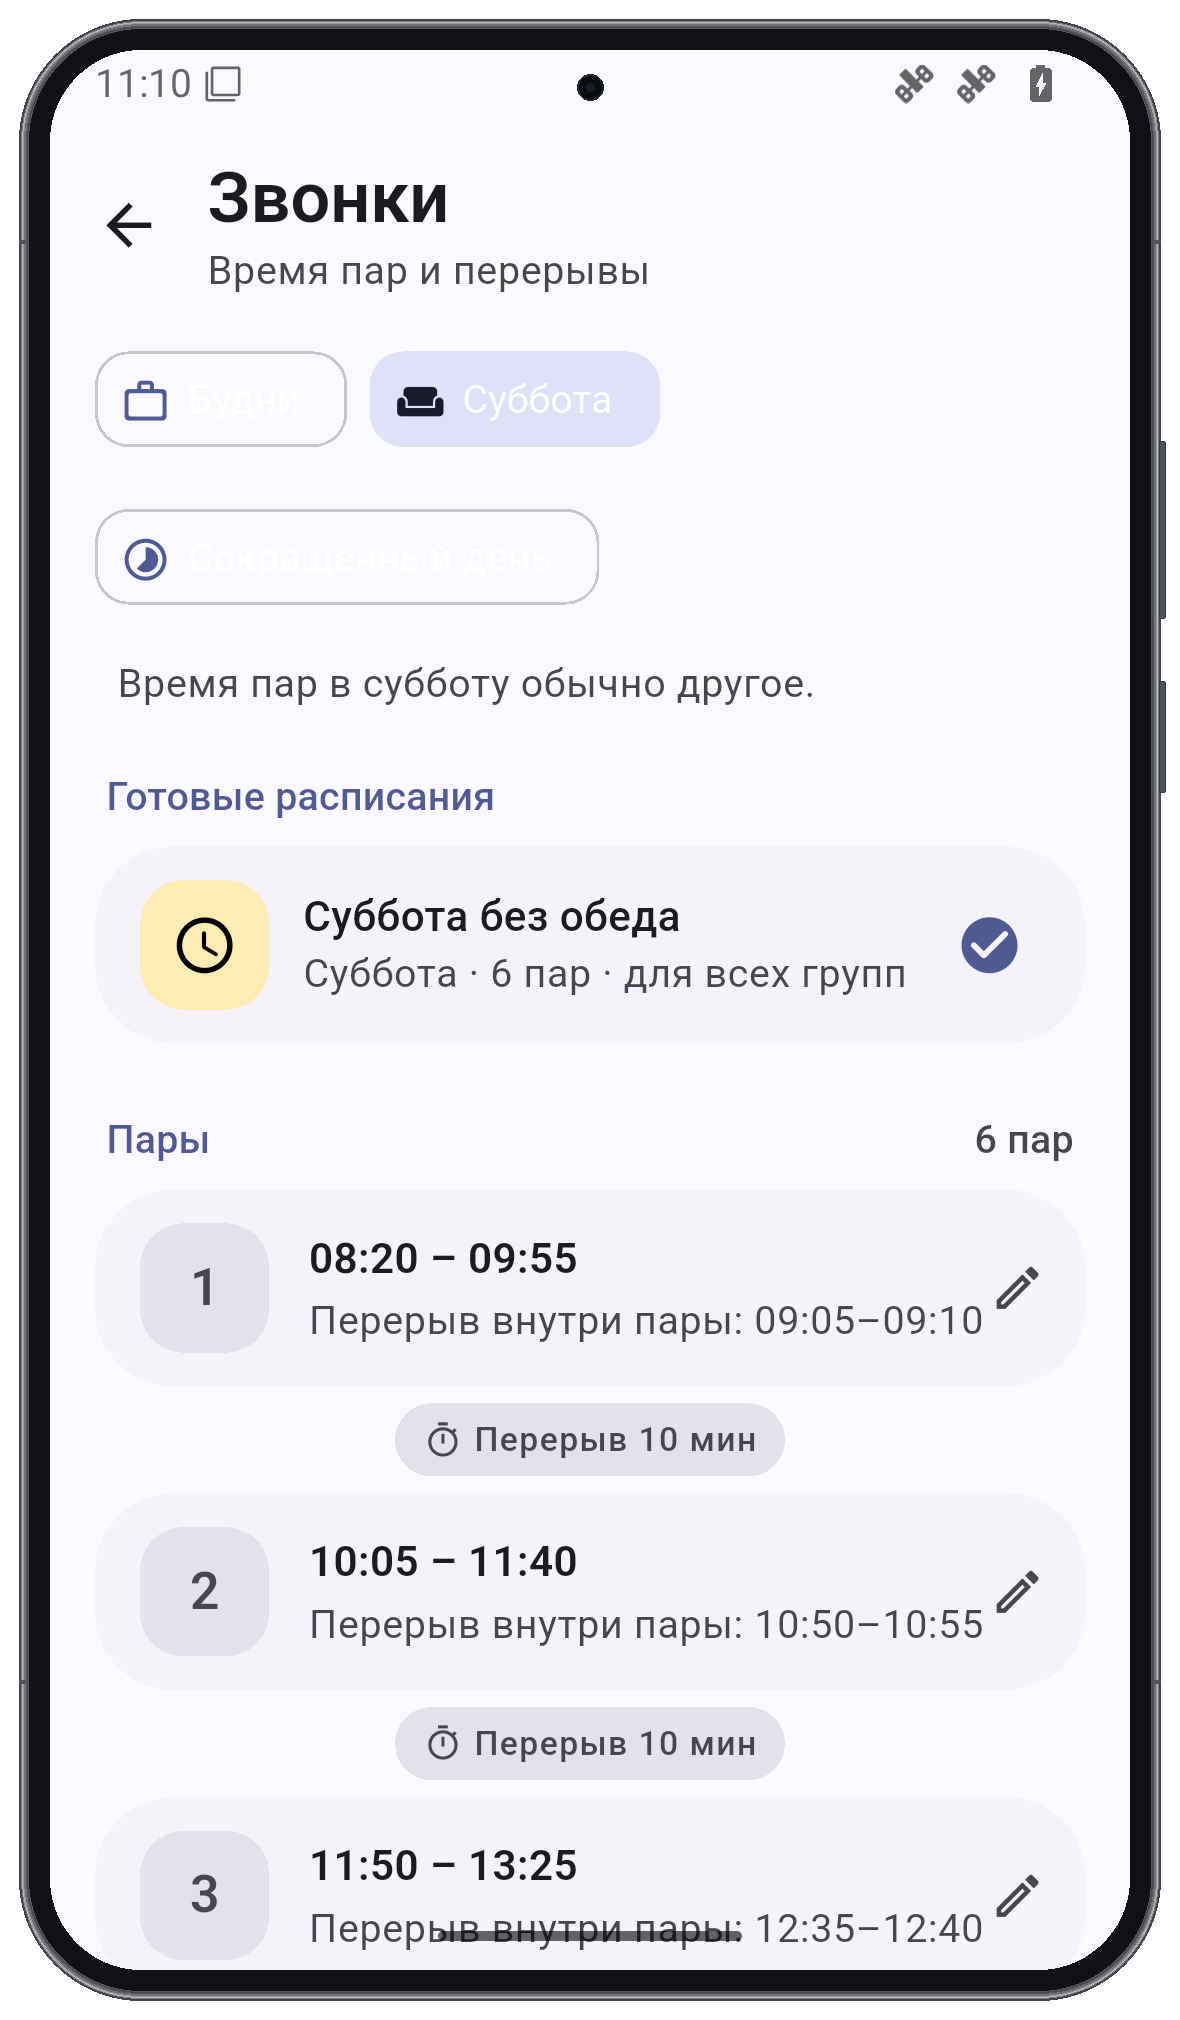 11:10
Звонки
Время пар и перерывы
Будни
Суббота
Сокращённый день
Время пар в субботу обычно другое.
Готовые расписания
Суббота без обеда
Суббота · 6 пар · для всех групп
Пары
6 пар
1
08:20 – 09:55
Перерыв внутри пары: 09:05–09:10
Перерыв 10 мин
2
10:05 – 11:40
Перерыв внутри пары: 10:50–10:55
Перерыв 10 мин
3
11:50 – 13:25
Перерыв внутри пары: 12:35–12:40